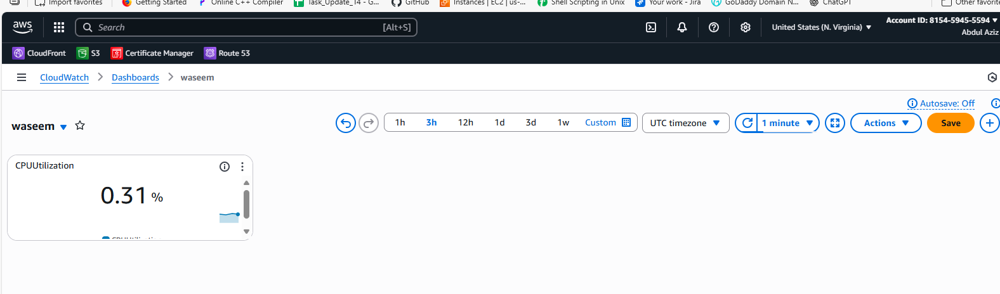 Import favorites
Getting Started
Online C++ Compiler
Task_Update_14 - G...
GitHub
Instances | EC2 | us-...
Shell Scripting in Unix
Your work - Jira
GoDaddy Domain N...
ChatGPT
Other favorite
aws
Search
[Alt+S]
United States (N. Virginia)
Account ID: 8154-5945-5594
Abdul Aziz
CloudFront
S3
Certificate Manager
Route 53
CloudWatch
Dashboards
waseem
Autosave: Off
waseem
1h
3h
12h
1d
3d
1w
Custom
UTC timezone
1 minute
Actions
Save
CPUUtilization
0.31 %
CPUUtilization